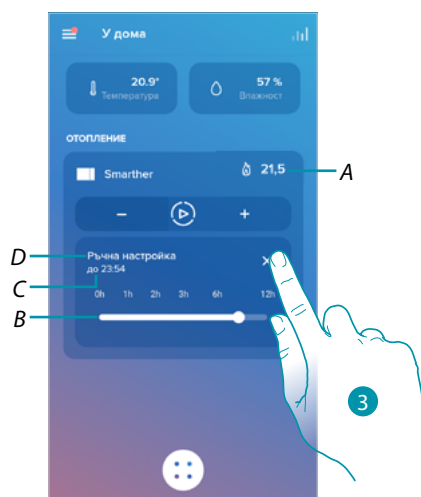 У дома
20.9°
Температура
57 %
Влажност
ОТОПЛЕНИЕ
Smarther
21,5
A
−
+
D
Ръчна настройка
×
до 23:54
C
0h 1h 2h 3h 6h 12h
B
3